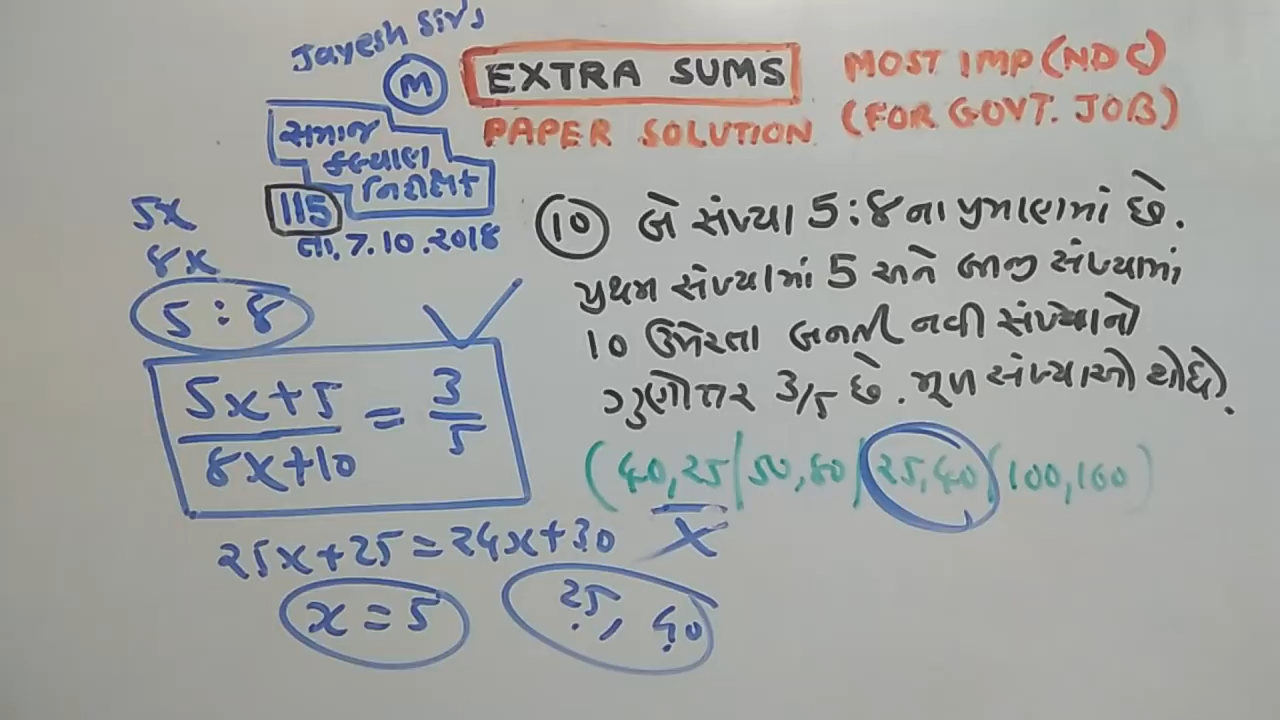 Jayesh Sir's
M
સમાજ
કલ્યાણ
નિરીક્ષક
115
તા. 7.10.2018
EXTRA SUMS
MOST IMP (NDC)
PAPER SOLUTION (FOR GOVT. JOB)
10 બે સંખ્યા 5:8 ના પ્રમાણમાં છે.
પ્રથમ સંખ્યામાં 5 અને બીજી સંખ્યામાં
10 ઉમેરતા બનતી નવી સંખ્યાનો
ગુણોત્તર 3/5 છે. મૂળ સંખ્યાઓ શોધો.
(40,25/50,80/25,40/100,160)
5x
8x
5:8
5x+5 / 8x+10 = 3/5
25x+25=24x+30
x=5
25, 40